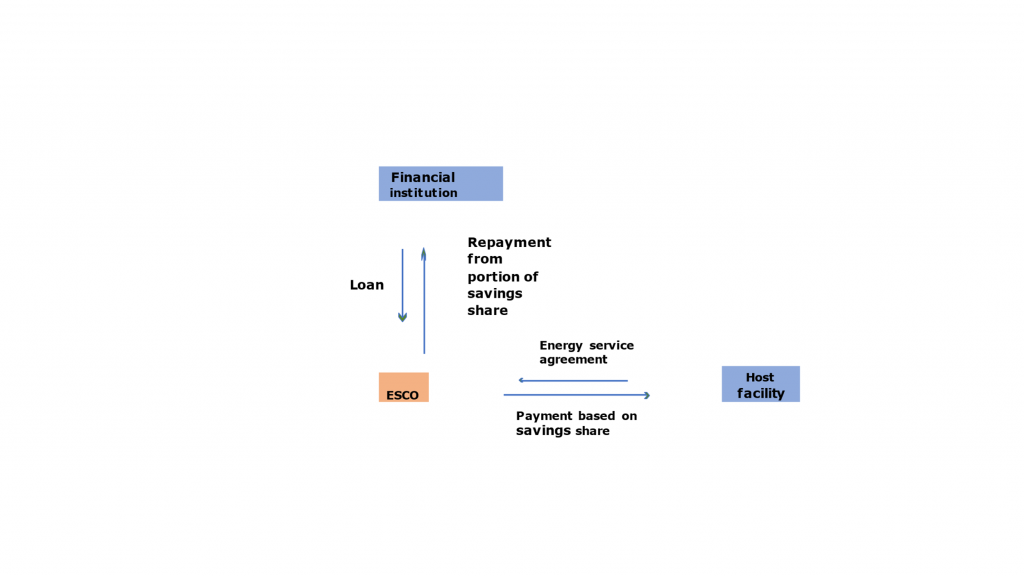 Financial
institution
Repayment
from
portion of
savings
share
Loan
Energy service
agreement
Host
facility
ESCO
Payment based on
savings share